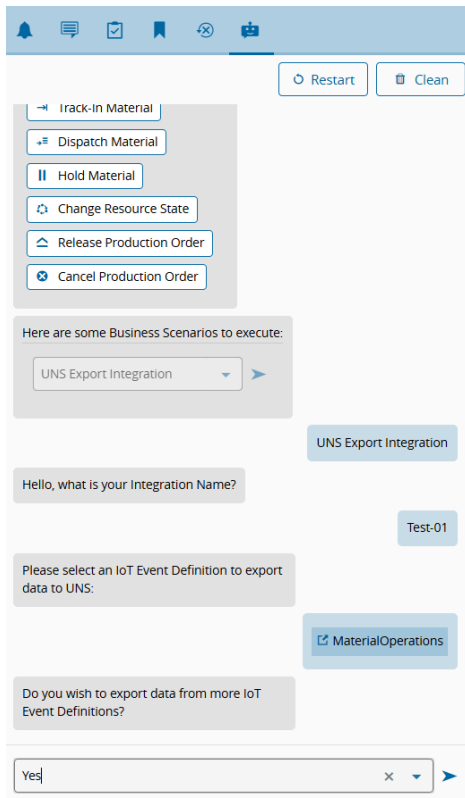 Restart
Clean
Track-In Material
Dispatch Material
Hold Material
Change Resource State
Release Production Order
Cancel Production Order
Here are some Business Scenarios to execute:
UNS Export Integration
UNS Export Integration
Hello, what is your Integration Name?
Test-01
Please select an IoT Event Definition to export
data to UNS:
MaterialOperations
Do you wish to export data from more IoT
Event Definitions?
Yes